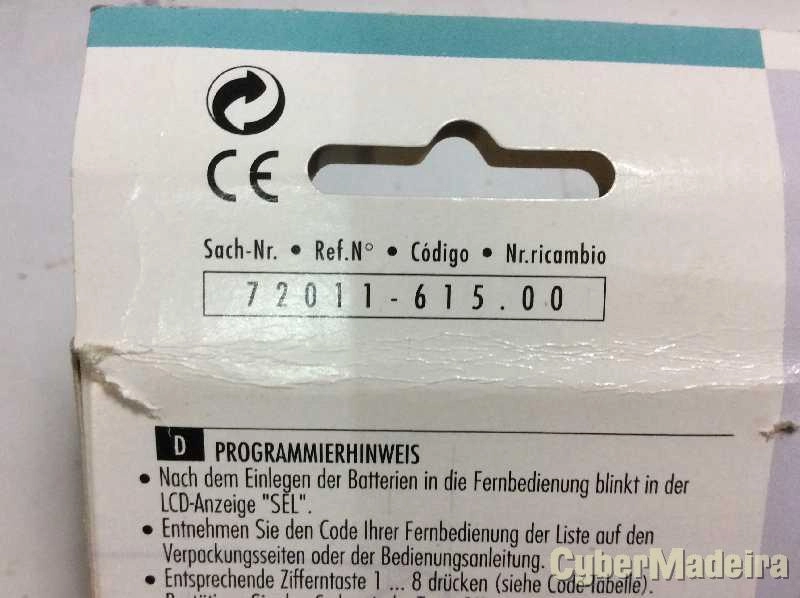 CE
Sach-Nr. • Ref.N° • Código • Nr.ricambio
72011-615.00
D PROGRAMMIERHINWEIS
• Nach dem Einlegen der Batterien in die Fernbedienung blinkt in der
LCD-Anzeige "SEL".
• Entnehmen Sie den Code Ihrer Fernbedienung der Liste auf den
Verpackungsseiten oder der Bedienungsanleitung.
• Entsprechende Zifferntaste 1 ... 8 drücken (siehe Code-Tabelle).
CyberMadeira